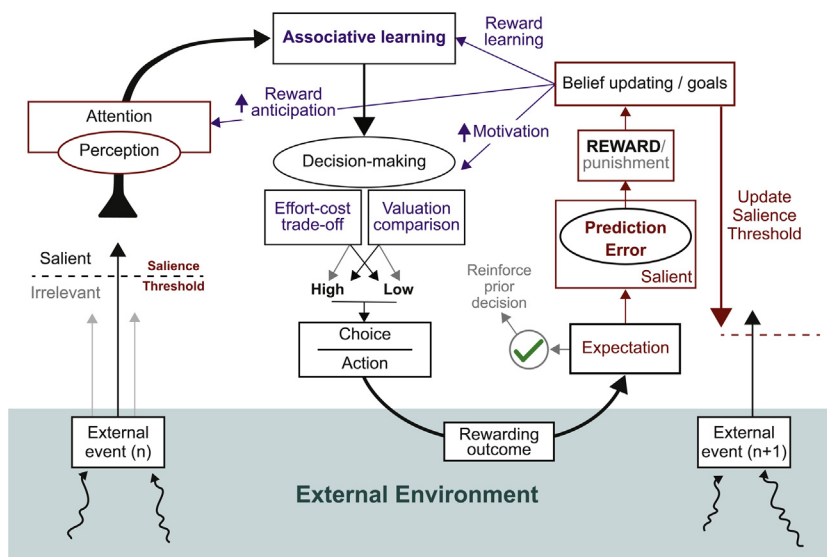 Associative learning
Reward
learning
Belief updating / goals
Reward
anticipation
Attention
Perception
Motivation
Decision-making
REWARD/
punishment
Effort-cost
trade-off
Valuation
comparison
Prediction
Error
Salient
Update
Salience
Threshold
Salient
Irrelevant
Salience
Threshold
High
Low
Reinforce
prior
decision
Choice
Action
Expectation
External
event (n)
Rewarding
outcome
External
event (n+1)
External Environment